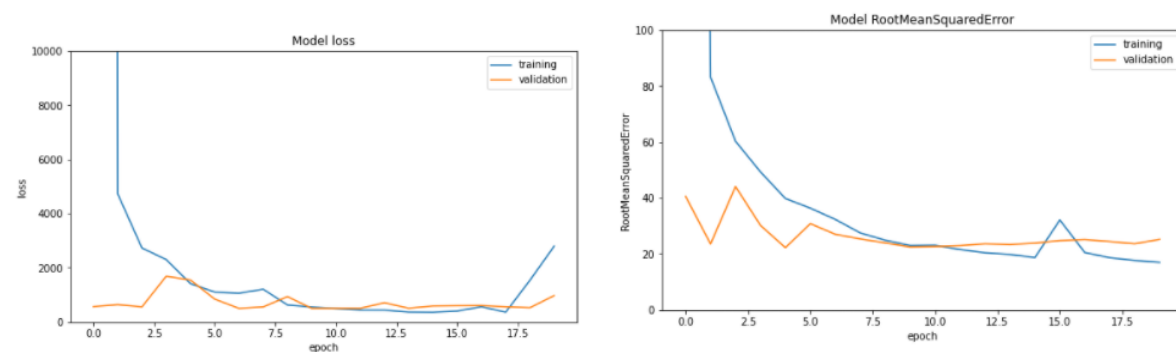 Model loss
10000
8000
6000
4000
2000
0
loss
training
validation
0.0 2.5 5.0 7.5 10.0 12.5 15.0 17.5
epoch
Model RootMeanSquaredError
100
80
60
40
20
0
RootMeanSquaredError
training
validation
0.0 2.5 5.0 7.5 10.0 12.5 15.0 17.5
epoch